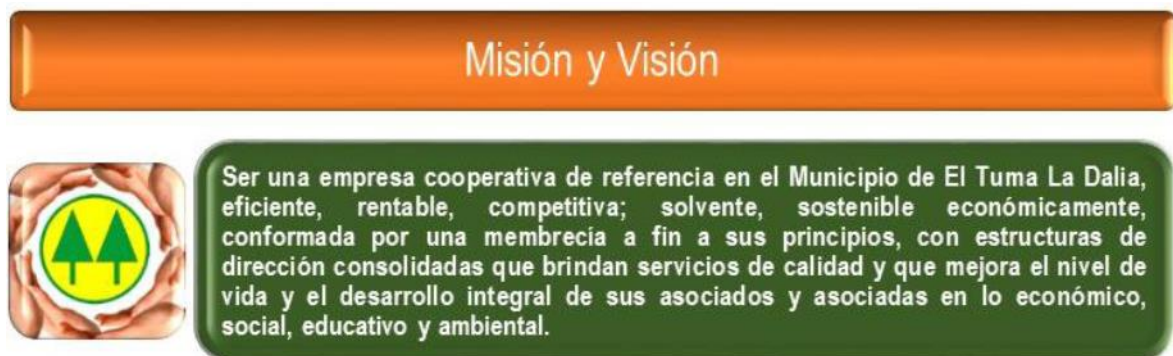 Misión y Visión
Ser una empresa cooperativa de referencia en el Municipio de El Tuma La Dalia,
eficiente, rentable, competitiva; solvente, sostenible económicamente,
conformada por una membrecía a fin a sus principios, con estructuras de
dirección consolidadas que brindan servicios de calidad y que mejora el nivel de
vida y el desarrollo integral de sus asociados y asociadas en lo económico,
social, educativo y ambiental.